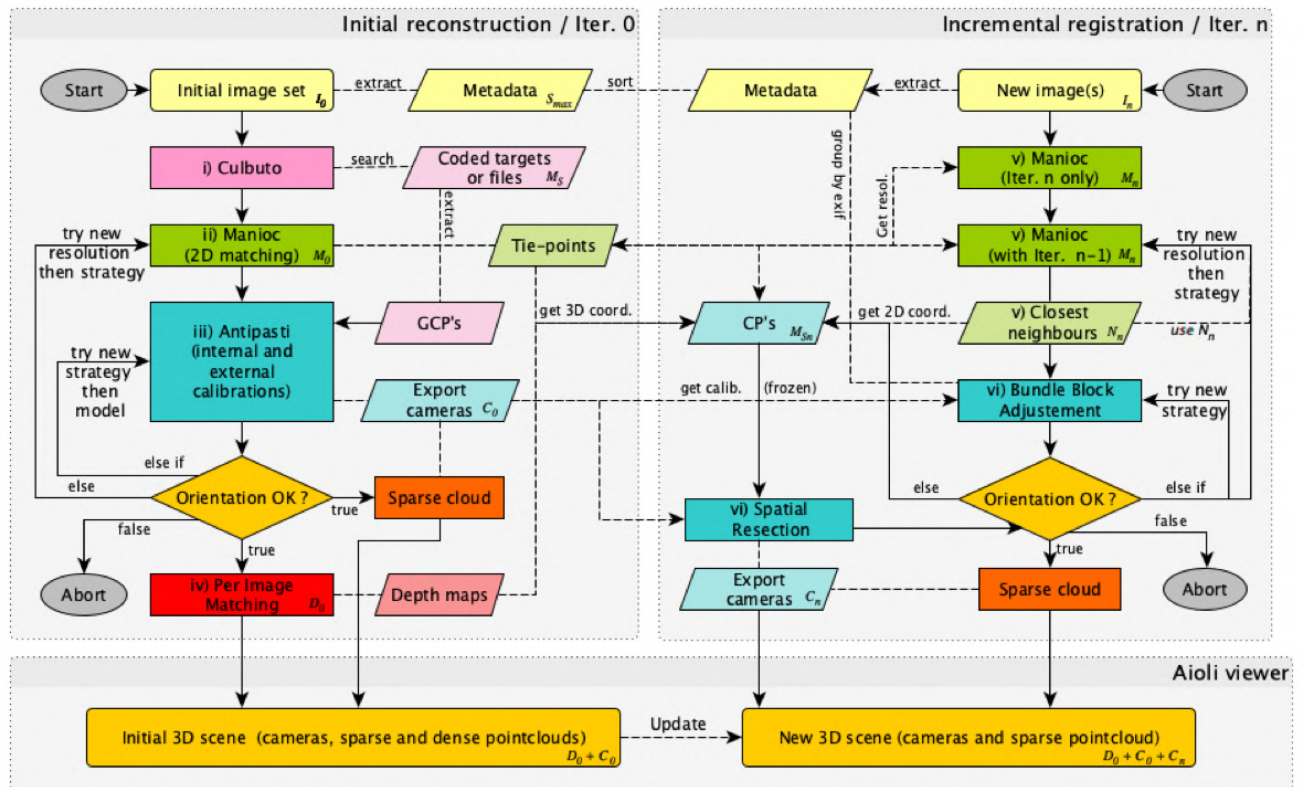 Initial reconstruction / Iter. 0
Start
Initial image set I₀
extract
Metadata Sₘₐₓ
sort
i) Culbuto
search
Coded targets
or files M_S
extract
try new
resolution
then strategy
ii) Manioc
(2D matching) M₀
Tie-points
iii) Antipasti
(internal and
external
calibrations)
GCP's
get 3D coord.
try new
strategy
then
model
Export
cameras C₀
else if
else
Orientation OK ?
true
Sparse cloud
false
true
Abort
iv) Per Image
Matching D₀
Depth maps
Incremental registration / Iter. n
Metadata
extract
New image(s) Iₙ
Start
group by exif
Get resol.
v) Manioc
(Iter. n only) Mₙ
v) Manioc
(with Iter. n-1) Mₙ
try new
resolution
then
strategy
CP's M_Sn
get 2D coord.
v) Closest
neighbours Nₙ
use Nₙ
get calib. (frozen)
vi) Bundle Block
Adjustement
try new
strategy
else
Orientation OK ?
else if
vi) Spatial
Resection
false
true
Export
cameras Cₙ
Sparse cloud
Abort
Aioli viewer
Initial 3D scene (cameras, sparse and dense pointclouds)
D₀ + C₀
Update
New 3D scene (cameras and sparse pointcloud)
D₀ + C₀ + Cₙ